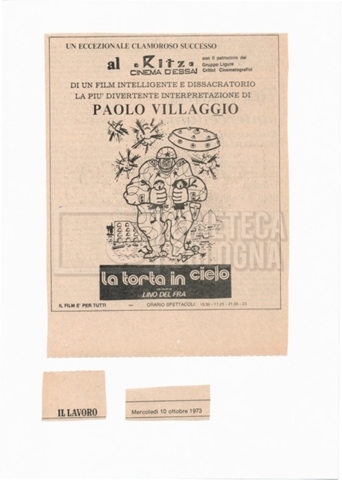 UN ECCEZIONALE CLAMOROSO SUCCESSO
al Ritz
CINEMA D'ESSAI
con il patrocinio del
Gruppo Ligure
Critici Cinematografici
DI UN FILM INTELLIGENTE E DISSACRATORIO
LA PIU' DIVERTENTE INTERPRETAZIONE DI
PAOLO VILLAGGIO
la torta in cielo
LINO DEL FRA
IL FILM E' PER TUTTI — ORARIO SPETTACOLI:
IL LAVORO
Mercoledì 10 ottobre 1973